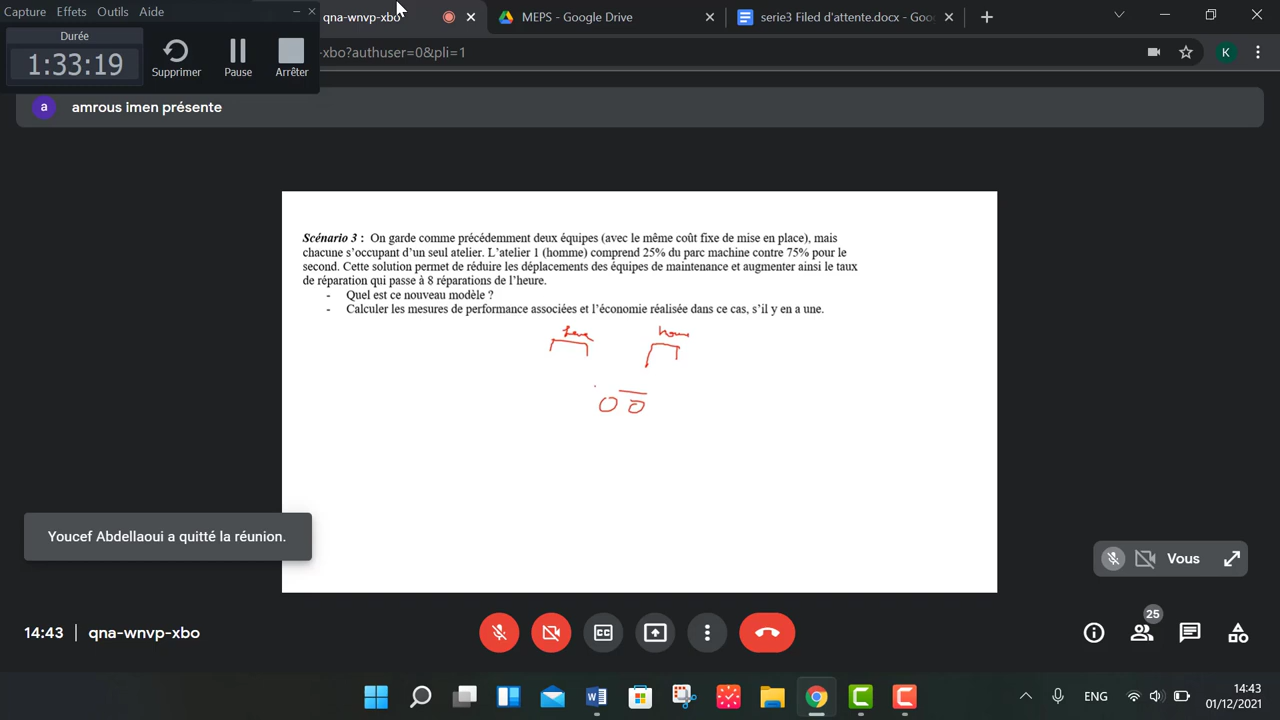 Capture Effets Outils Aide
Durée
1:33:19
Supprimer
Pause
Arrêter
qna-wnvp-xbo
MEPS - Google Drive
serie3 Filed d'attente.docx - Goo
-xbo?authuser=0&pli=1
K
a
amrous imen présente
Scénario 3 : On garde comme précédemment deux équipes (avec le même coût fixe de mise en place), mais
chacune s'occupant d'un seul atelier. L'atelier 1 (homme) comprend 25% du parc machine contre 75% pour le
second. Cette solution permet de réduire les déplacements des équipes de maintenance et augmenter ainsi le taux
de réparation qui passe à 8 réparations de l'heure.
- Quel est ce nouveau modèle ?
- Calculer les mesures de performance associées et l'économie réalisée dans ce cas, s'il y en a une.
Youcef Abdellaoui a quitté la réunion.
Vous
14:43
qna-wnvp-xbo
25
ENG
14:43
01/12/2021